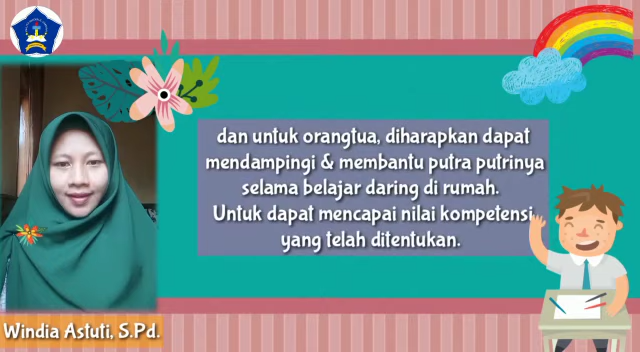 dan untuk orangtua, diharapkan dapat
mendampingi & membantu putra putrinya
selama belajar daring di rumah.
Untuk dapat mencapai nilai kompetensi
yang telah ditentukan.
Windia Astuti, S.Pd.